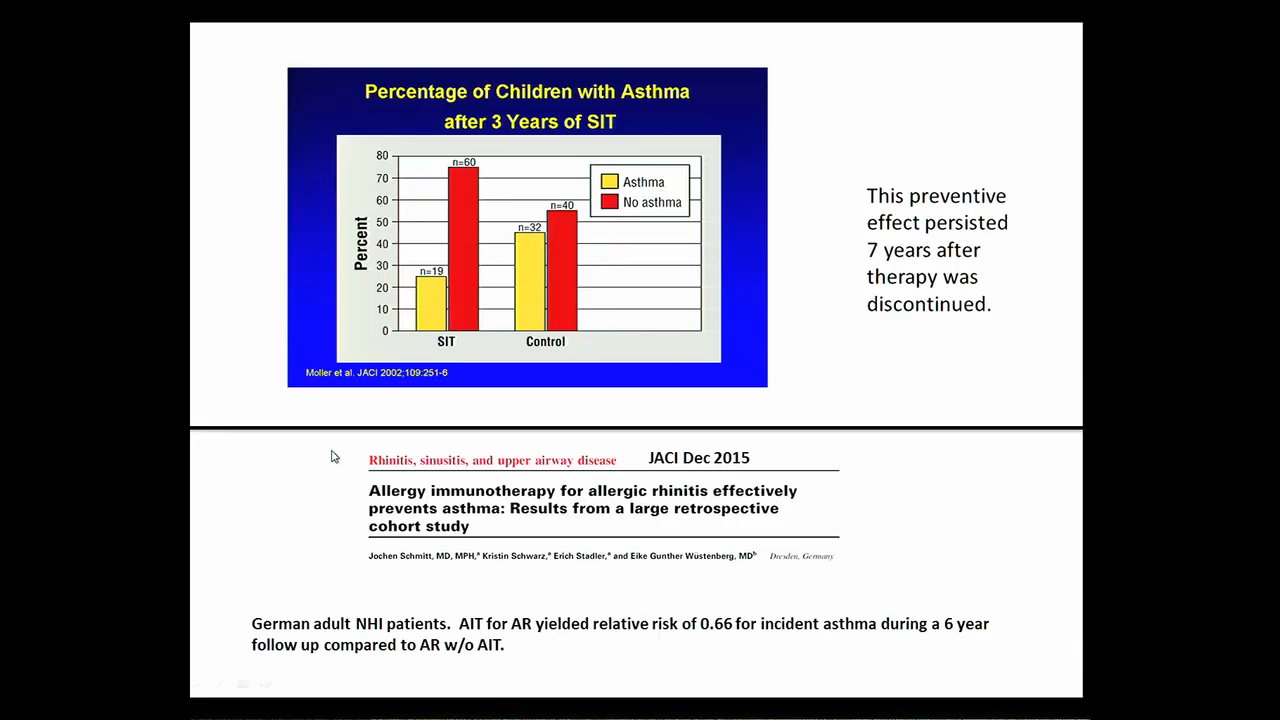 Percentage of Children with Asthma
after 3 Years of SIT
80
70
60
50
40
30
20
10
0
Percent
n=19
n=60
n=32
n=40
Asthma
No asthma
SIT
Control
Moller et al. JACI 2002;109:251-6
This preventive
effect persisted
7 years after
therapy was
discontinued.
Rhinitis, sinusitis, and upper airway disease JACI Dec 2015
Allergy immunotherapy for allergic rhinitis effectively
prevents asthma: Results from a large retrospective
cohort study
Jochen Schmitt, MD, MPH,a Kristin Schwarz,a Erich Stadler,a and Eike Gunther Wüstenberg, MDb Dresden, Germany
German adult NHI patients. AIT for AR yielded relative risk of 0.66 for incident asthma during a 6 year
follow up compared to AR w/o AIT.